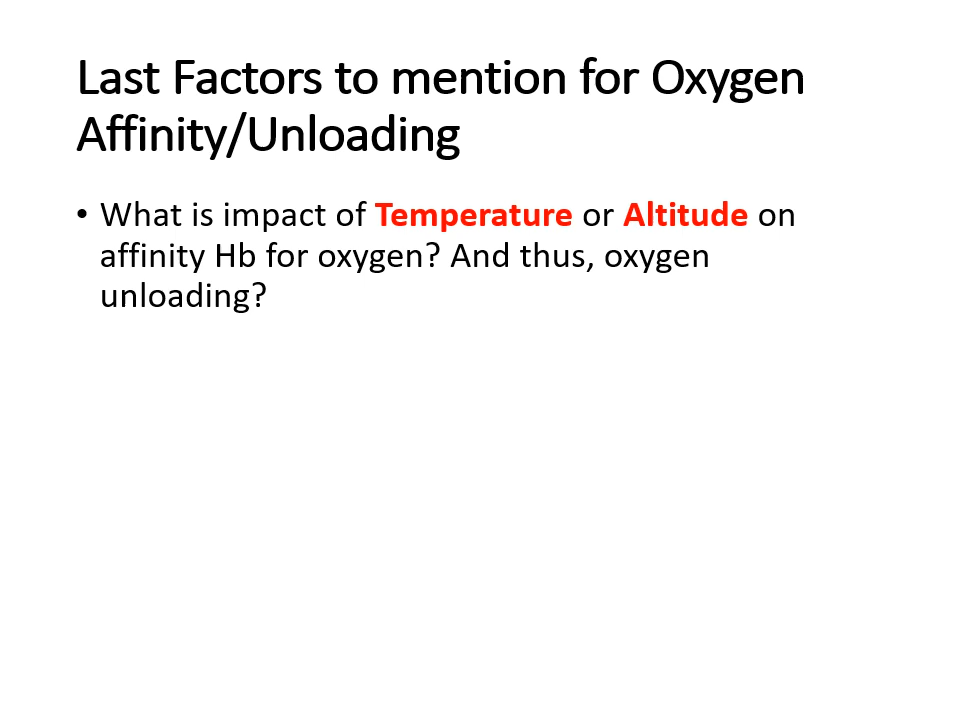 Last Factors to mention for Oxygen
Affinity/Unloading
• What is impact of Temperature or Altitude on
affinity Hb for oxygen? And thus, oxygen
unloading?